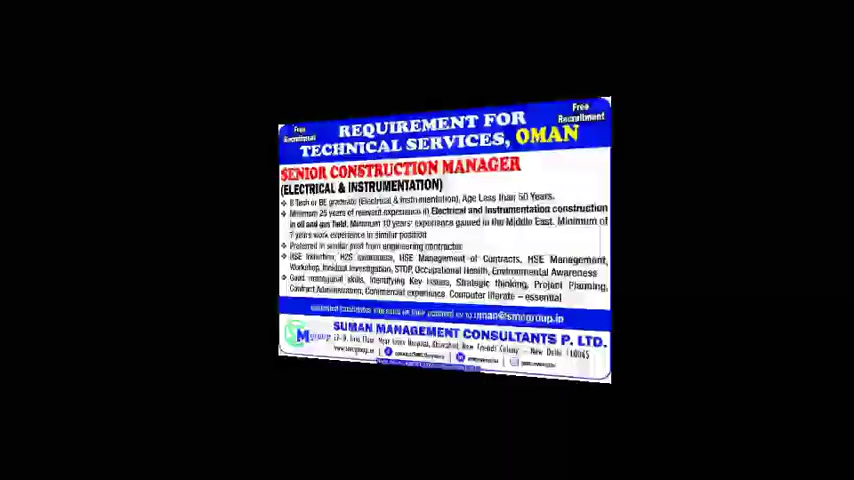 Free
Recruitment
REQUIREMENT FOR
TECHNICAL SERVICES, OMAN
Free
Recruitment
SENIOR CONSTRUCTION MANAGER
(ELECTRICAL & INSTRUMENTATION)
❖ B Tech or BE graduate (Electrical & Instrumentation), Age Less than 50 Years.
❖ Minimum 25 years of relevant experience in Electrical and Instrumentation construction
in oil and gas field. Minimum 10 years' experience gained in the Middle East. Minimum of
7 years work experience in similar position
❖ Preferred in similar post from engineering contractor
❖ HSE Induction, H2S awareness, HSE Management of Contracts, HSE Management,
Workshop, Incident Investigation, STOP, Occupational Health, Environmental Awareness
❖ Good managerial skills, Identifying Key Issues, Strategic thinking, Project Planning,
Contract Administration, Commercial experience Computer literate – essential
SUMAN MANAGEMENT CONSULTANTS P. LTD.
New Friends Colony – New Delhi 110065